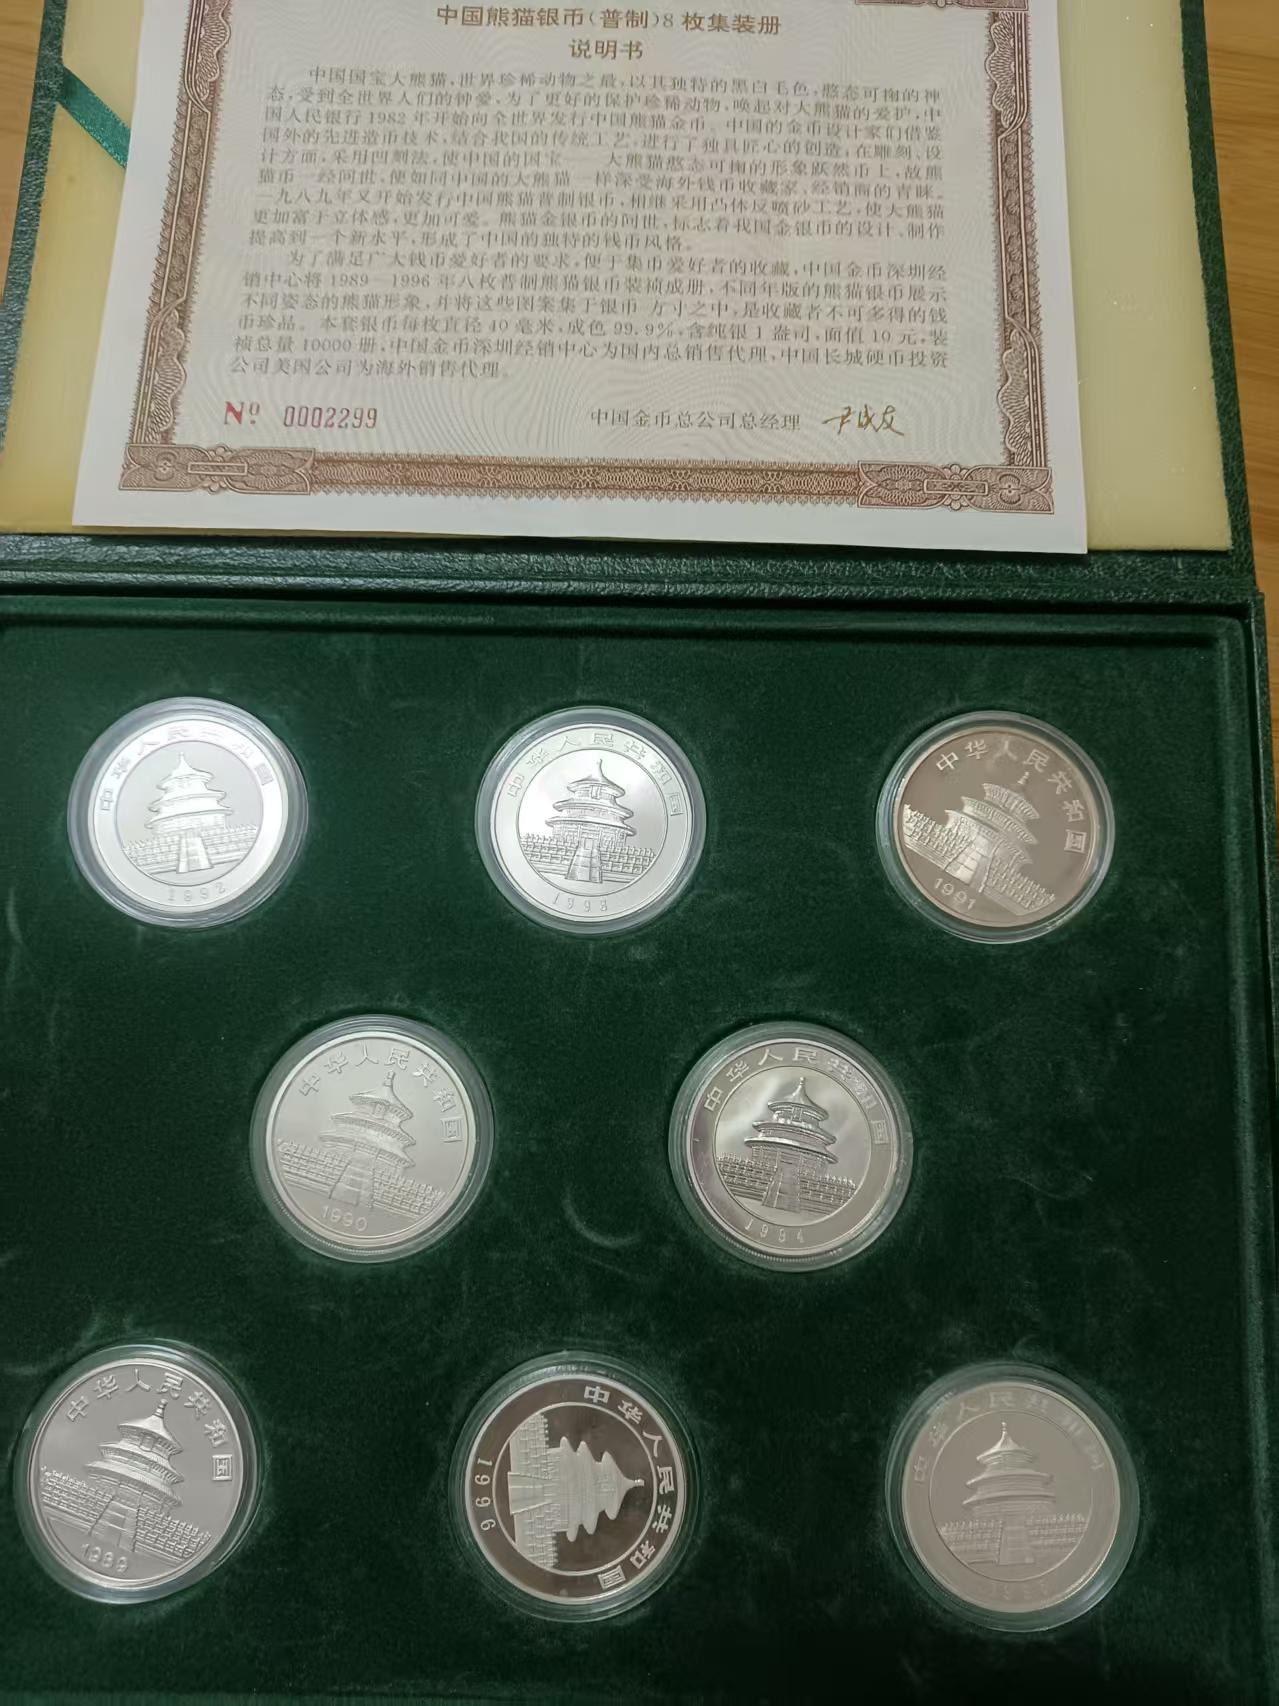 中国熊猫银币(普制)8枚集装册
说明书
中国国宝大熊猫,世界珍稀动物之最,以其独特的黑白毛色,憨态可掬的神
态,受到全世界人们的钟爱,为了更好的保护珍稀动物,唤起对大熊猫的爱护,中
国人民银行1982年开始向全世界发行中国熊猫金币。中国的金币设计家们借鉴
国外的先进造币技术,结合我国的传统工艺,进行了独具匠心的创造,在雕刻、设
计方面,采用凹刻法,使中国的国宝——大熊猫憨态可掬的形象跃然币上,故熊
猫币一经问世,便如同中国的大熊猫一样深受海外钱币收藏家、经销商的青睐。
一九八九年又开始发行中国熊猫普制银币,相继采用凸体反喷砂工艺,使大熊猫
更加富于立体感,更加可爱。熊猫金银币的问世,标志着我国金银币的设计、制作
提高到一个新水平,形成了中国的独特的钱币风格。
为了满足广大钱币爱好者的要求,便于集币爱好者的收藏,中国金币深圳经
销中心将1989—1996年八枚普制熊猫银币装祯成册,不同年版的熊猫银币展示
不同姿态的熊猫形象,并将这些图案集于银币 方寸之中,是收藏者不可多得的钱
币珍品。本套银币每枚直径40毫米,成色99.9%,含纯银1盎司,面值10元,装
祯总量10000册,中国金币深圳经销中心为国内总销售代理,中国长城硬币投资
公司美国公司为海外销售代理。
Nº 0002299
中国金币总公司总经理
中华人民共和国
1992
中华人民共和国
1993
中华人民共和国
1991
中华人民共和国
1990
中华人民共和国
1994
中华人民共和国
1989
中华人民共和国
1996
中华人民共和国